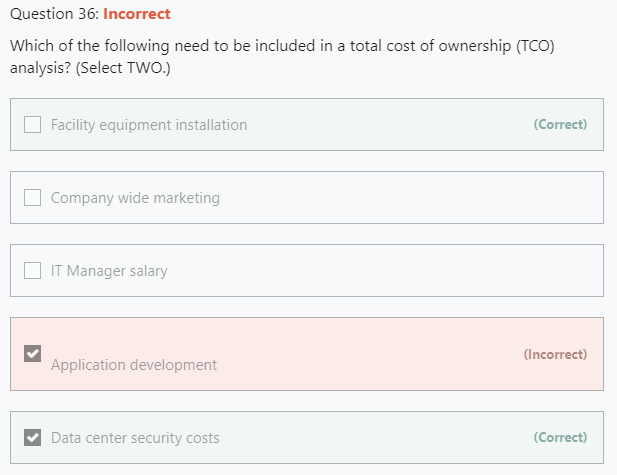 Question 36: Incorrect
Which of the following need to be included in a total cost of ownership (TCO)
analysis? (Select TWO.)
Facility equipment installation (Correct)
Company wide marketing
IT Manager salary
Application development (Incorrect)
Data center security costs (Correct)